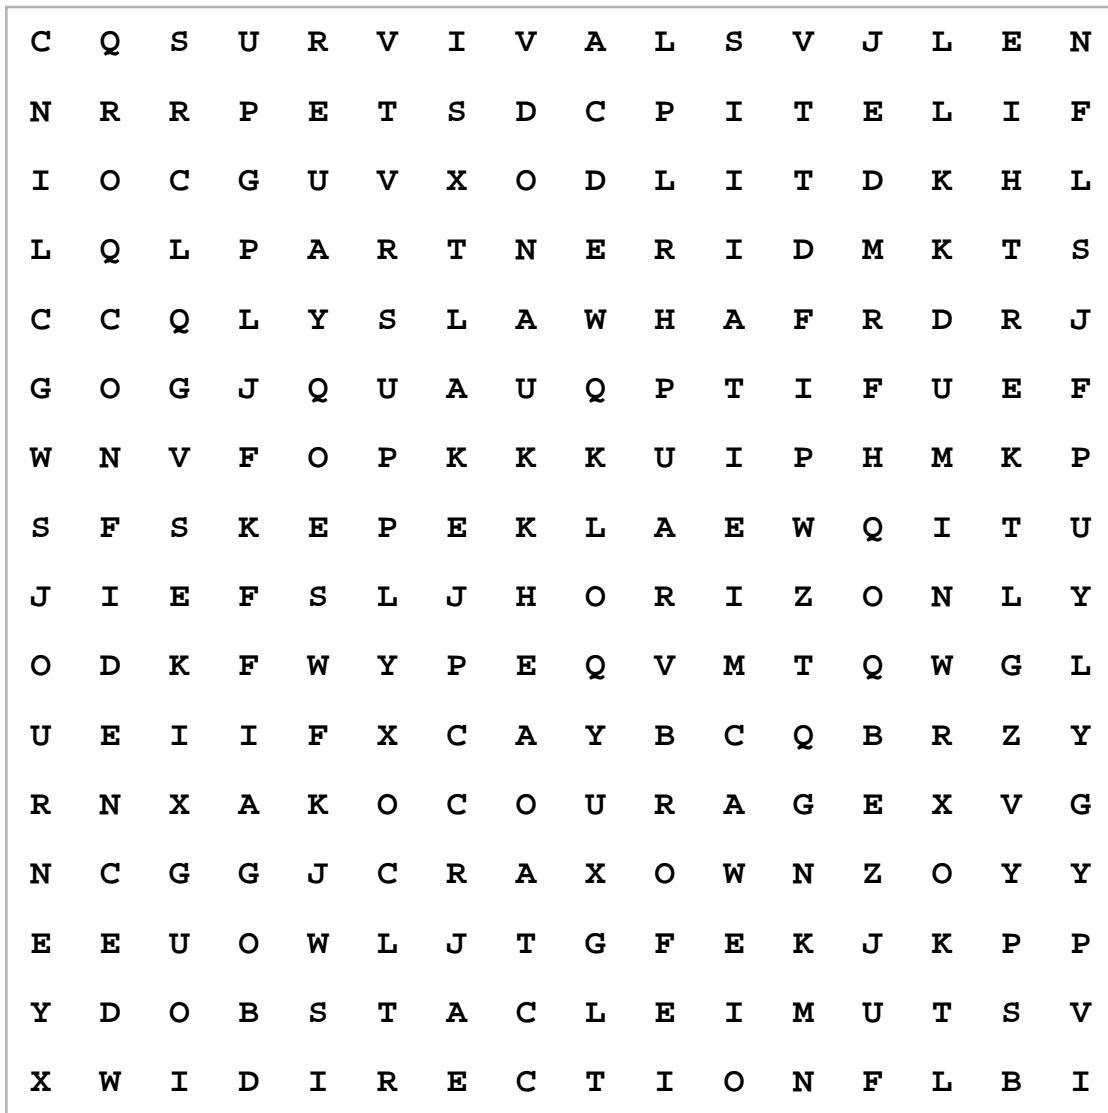 C Q S U R V I V A L S V J L E N
N R R P E T S D C P I T E L I F
I O C G U V X O D L I T D K H L
L Q L P A R T N E R I D M K T S
C C Q L Y S L A W H A F R D R J
G O G J Q U A U Q P T I F U E F
W N V F O P K K K U I P H M K P
S F S K E P E K L A E W Q I T U
J I E F S L J H O R I Z O N L Y
O D K F W Y P E Q V M T Q W G L
U E I I F X C A Y B C Q B R Z Y
R N X A K O C O U R A G E X V G
N C G G J C R A X O W N Z O Y Y
E E U O W L J T G F E K J K P P
Y D O B S T A C L E I M U T S V
X W I D I R E C T I O N F L B I